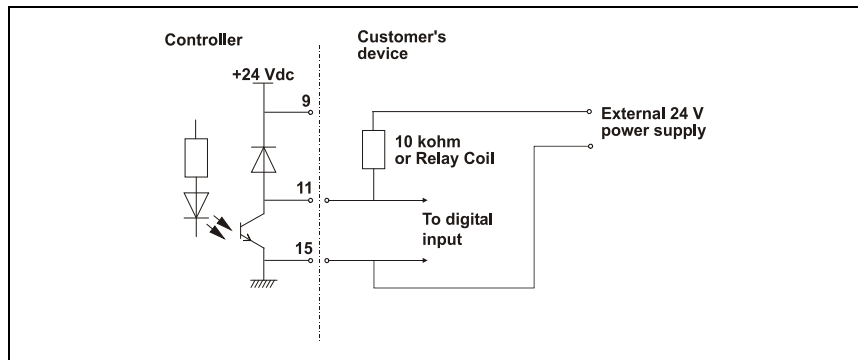 Controller
Customer's
device
+24 Vdc
9
External 24 V
power supply
10 kohm
or Relay Coil
11
To digital
input
15